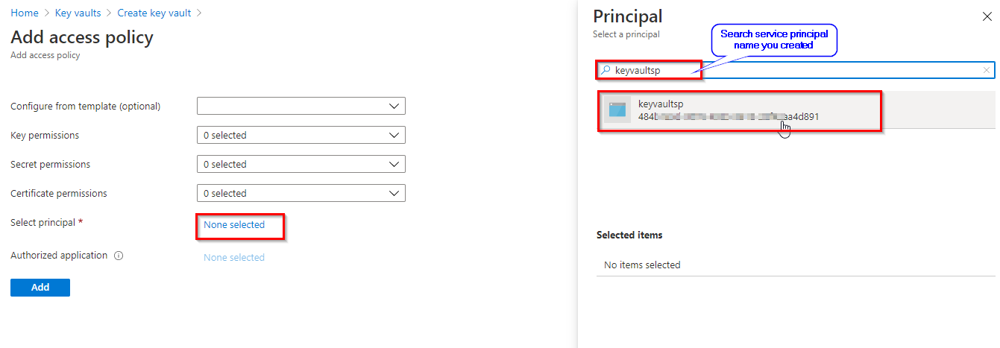 Home > Key vaults > Create key vault >
Add access policy
Add access policy
Configure from template (optional)
Key permissions
0 selected
Secret permissions
0 selected
Certificate permissions
0 selected
Select principal *
None selected
Authorized application
None selected
Add
Principal
Select a principal
Search service principal
name you created
keyvaultsp
keyvaultsp
484 aa4d891
Selected items
No items selected